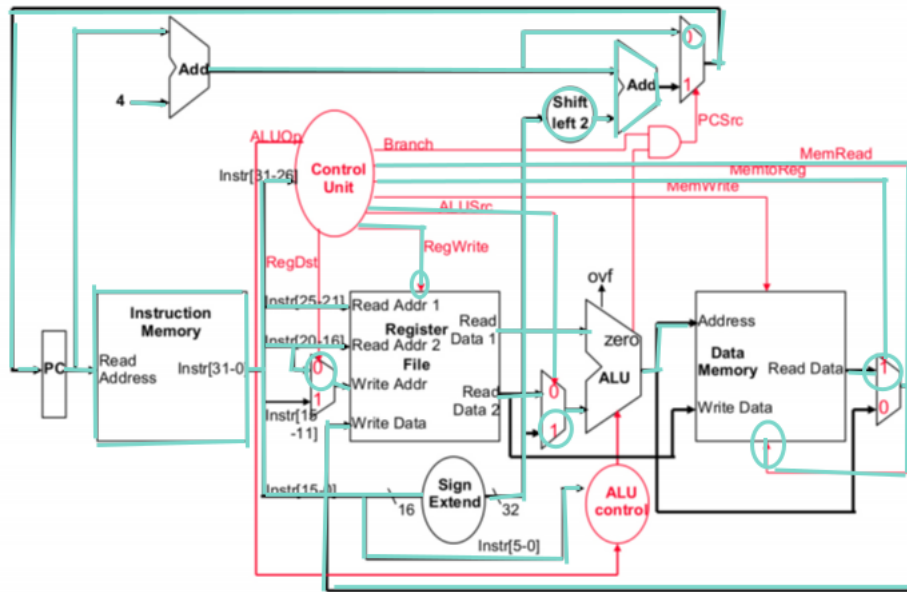 0
Add
Add
4
1
Shift
left 2
PCSrc
ALUOp
Branch
MemRead
MemtoReg
MemWrite
Instr[31-26]
Control
Unit
ALUSrc
RegWrite
RegDst
ovf
Instruction
Memory
Instr[25-21]
Read Addr 1
Register
Read
Data 1
zero
Address
PC
Read
Address
Instr[31-0]
Instr[20-16]
Read Addr 2
File
0
Write Addr
1
Read
Data 2
0
ALU
Data
Memory
Read Data
1
Instr[15
-11]
Write Data
1
Write Data
0
Instr[15-0]
16
Sign
Extend
32
ALU
control
Instr[5-0]